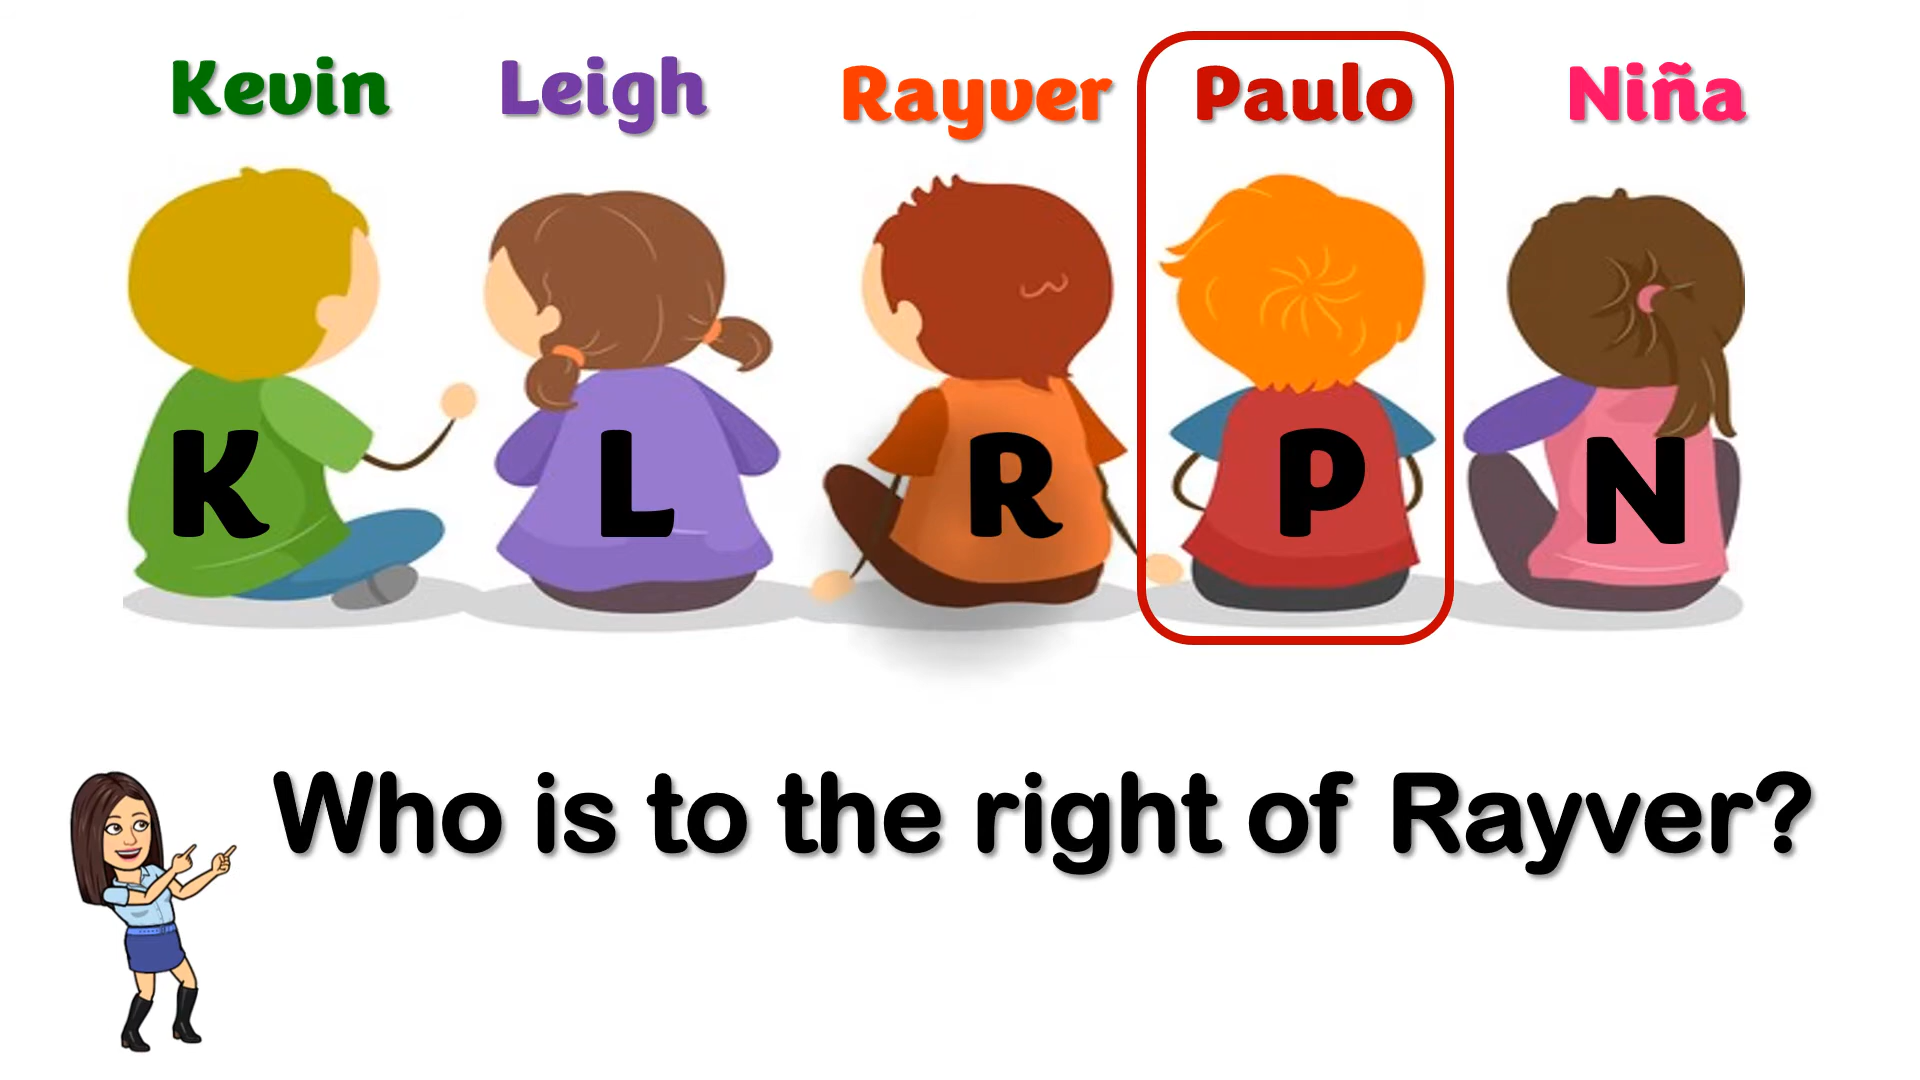 Kevin Leigh Rayver Paulo Niña
K L R P N
Who is to the right of Rayver?